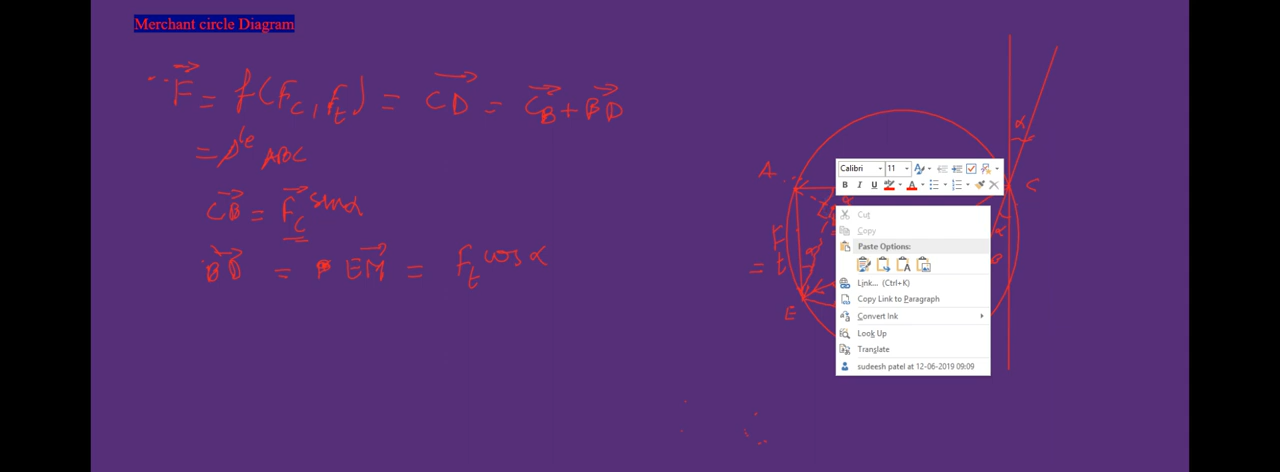 Merchant circle Diagram
∵ F⃗ = f(Fc, Ft) = CD⃗ = CB⃗ + BD⃗
=
CB⃗ = F⃗c sinα
BD⃗ = EM⃗ = Ft cosα
α
A
C
α
α
F
α
B
= t
E
Calibri 11
B I U A
Cut
Copy
Paste Options:
Link... (Ctrl+K)
Copy Link to Paragraph
Convert Ink
Look Up
Translate
sudeesh patel at 12-06-2019 09:09